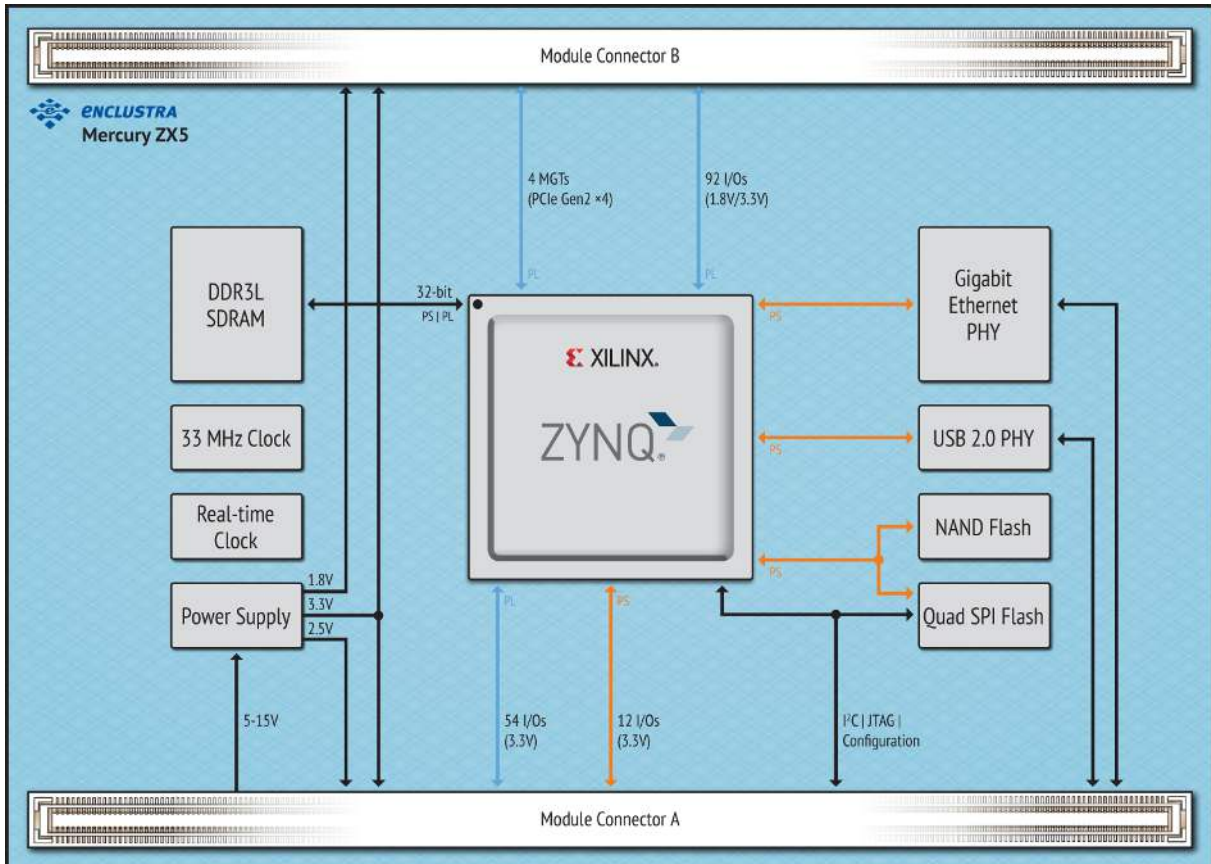 Module Connector B
ENCLUSTRA
Mercury ZX5
4 MGTs
(PCIe Gen2 ×4)
92 I/Os
(1.8V/3.3V)
PL
PL
DDR3L
SDRAM
32-bit
PS | PL
XILINX®
ZYNQ®
PS
Gigabit
Ethernet
PHY
33 MHz Clock
PS
USB 2.0 PHY
Real-time
Clock
NAND Flash
PS
Power Supply
1.8V
3.3V
2.5V
PL
PS
Quad SPI Flash
5-15V
54 I/Os
(3.3V)
12 I/Os
(3.3V)
I²C | JTAG |
Configuration
Module Connector A